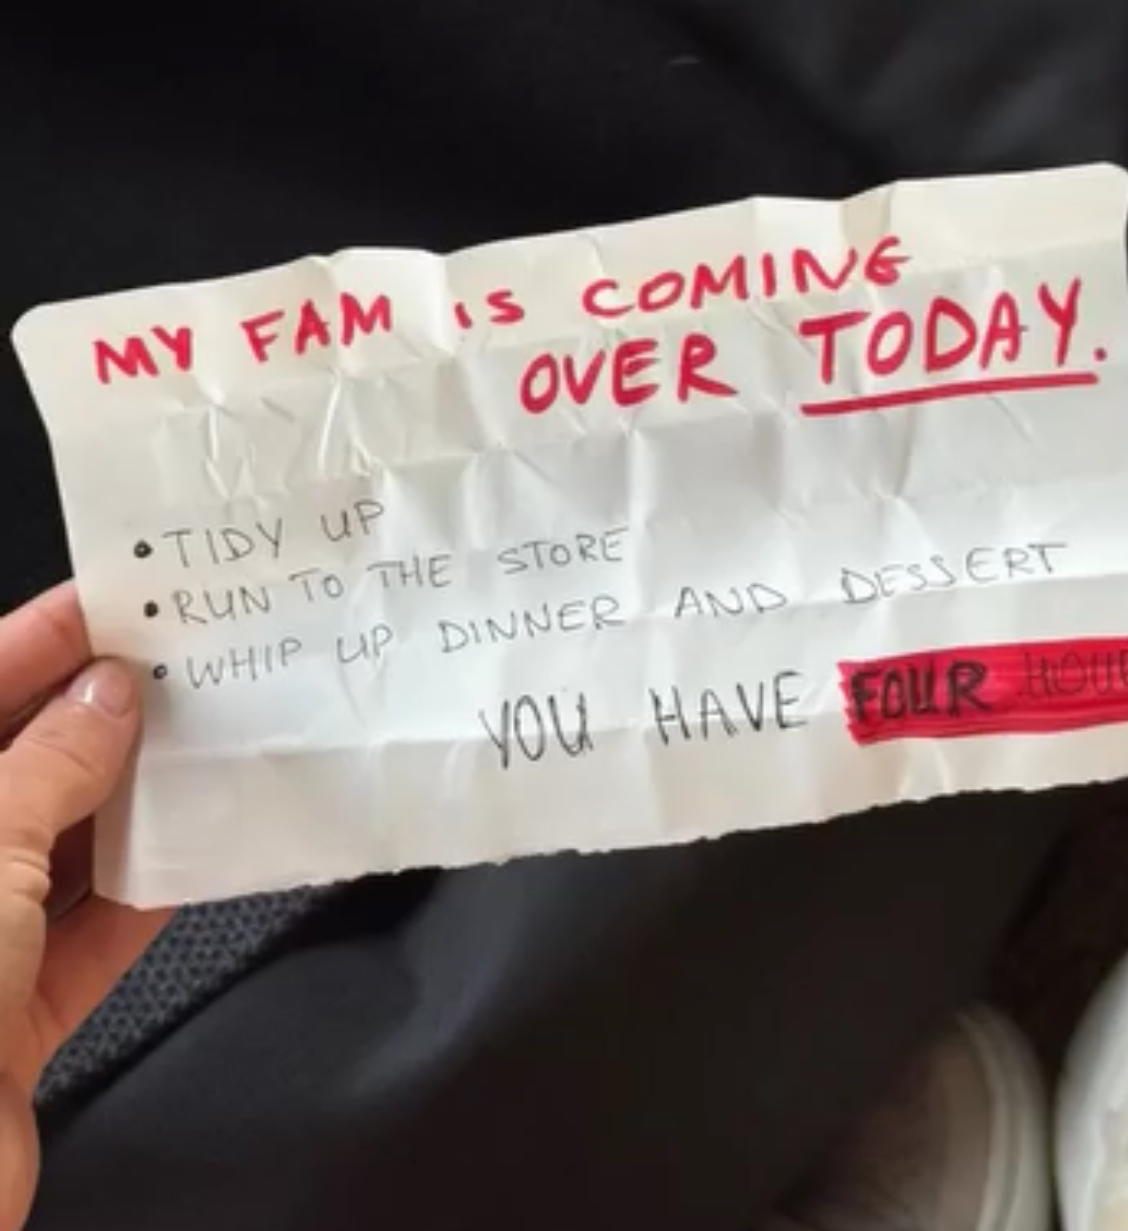 MY FAM IS COMING
OVER TODAY.
• TIDY UP
• RUN TO THE STORE
• WHIP UP DINNER AND DESSERT
YOU HAVE FOUR HOU